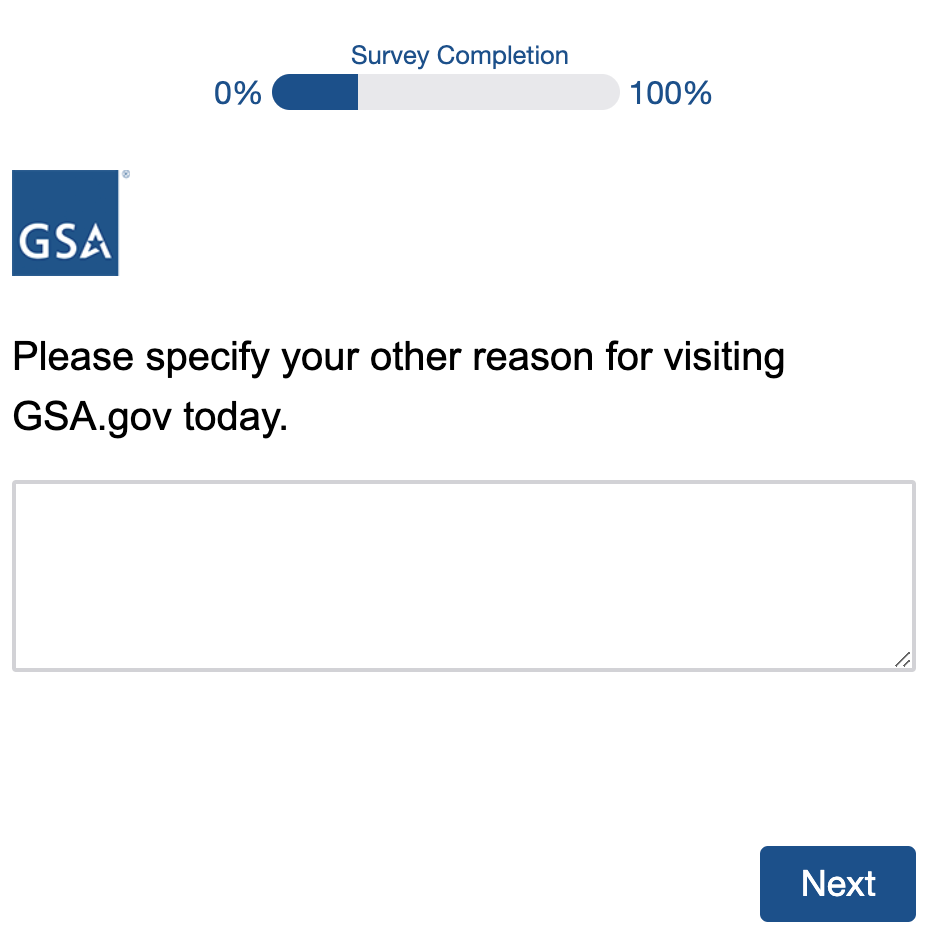 Survey Completion
0% 100%
®
GSA
Please specify your other reason for visiting
GSA.gov today.
Next